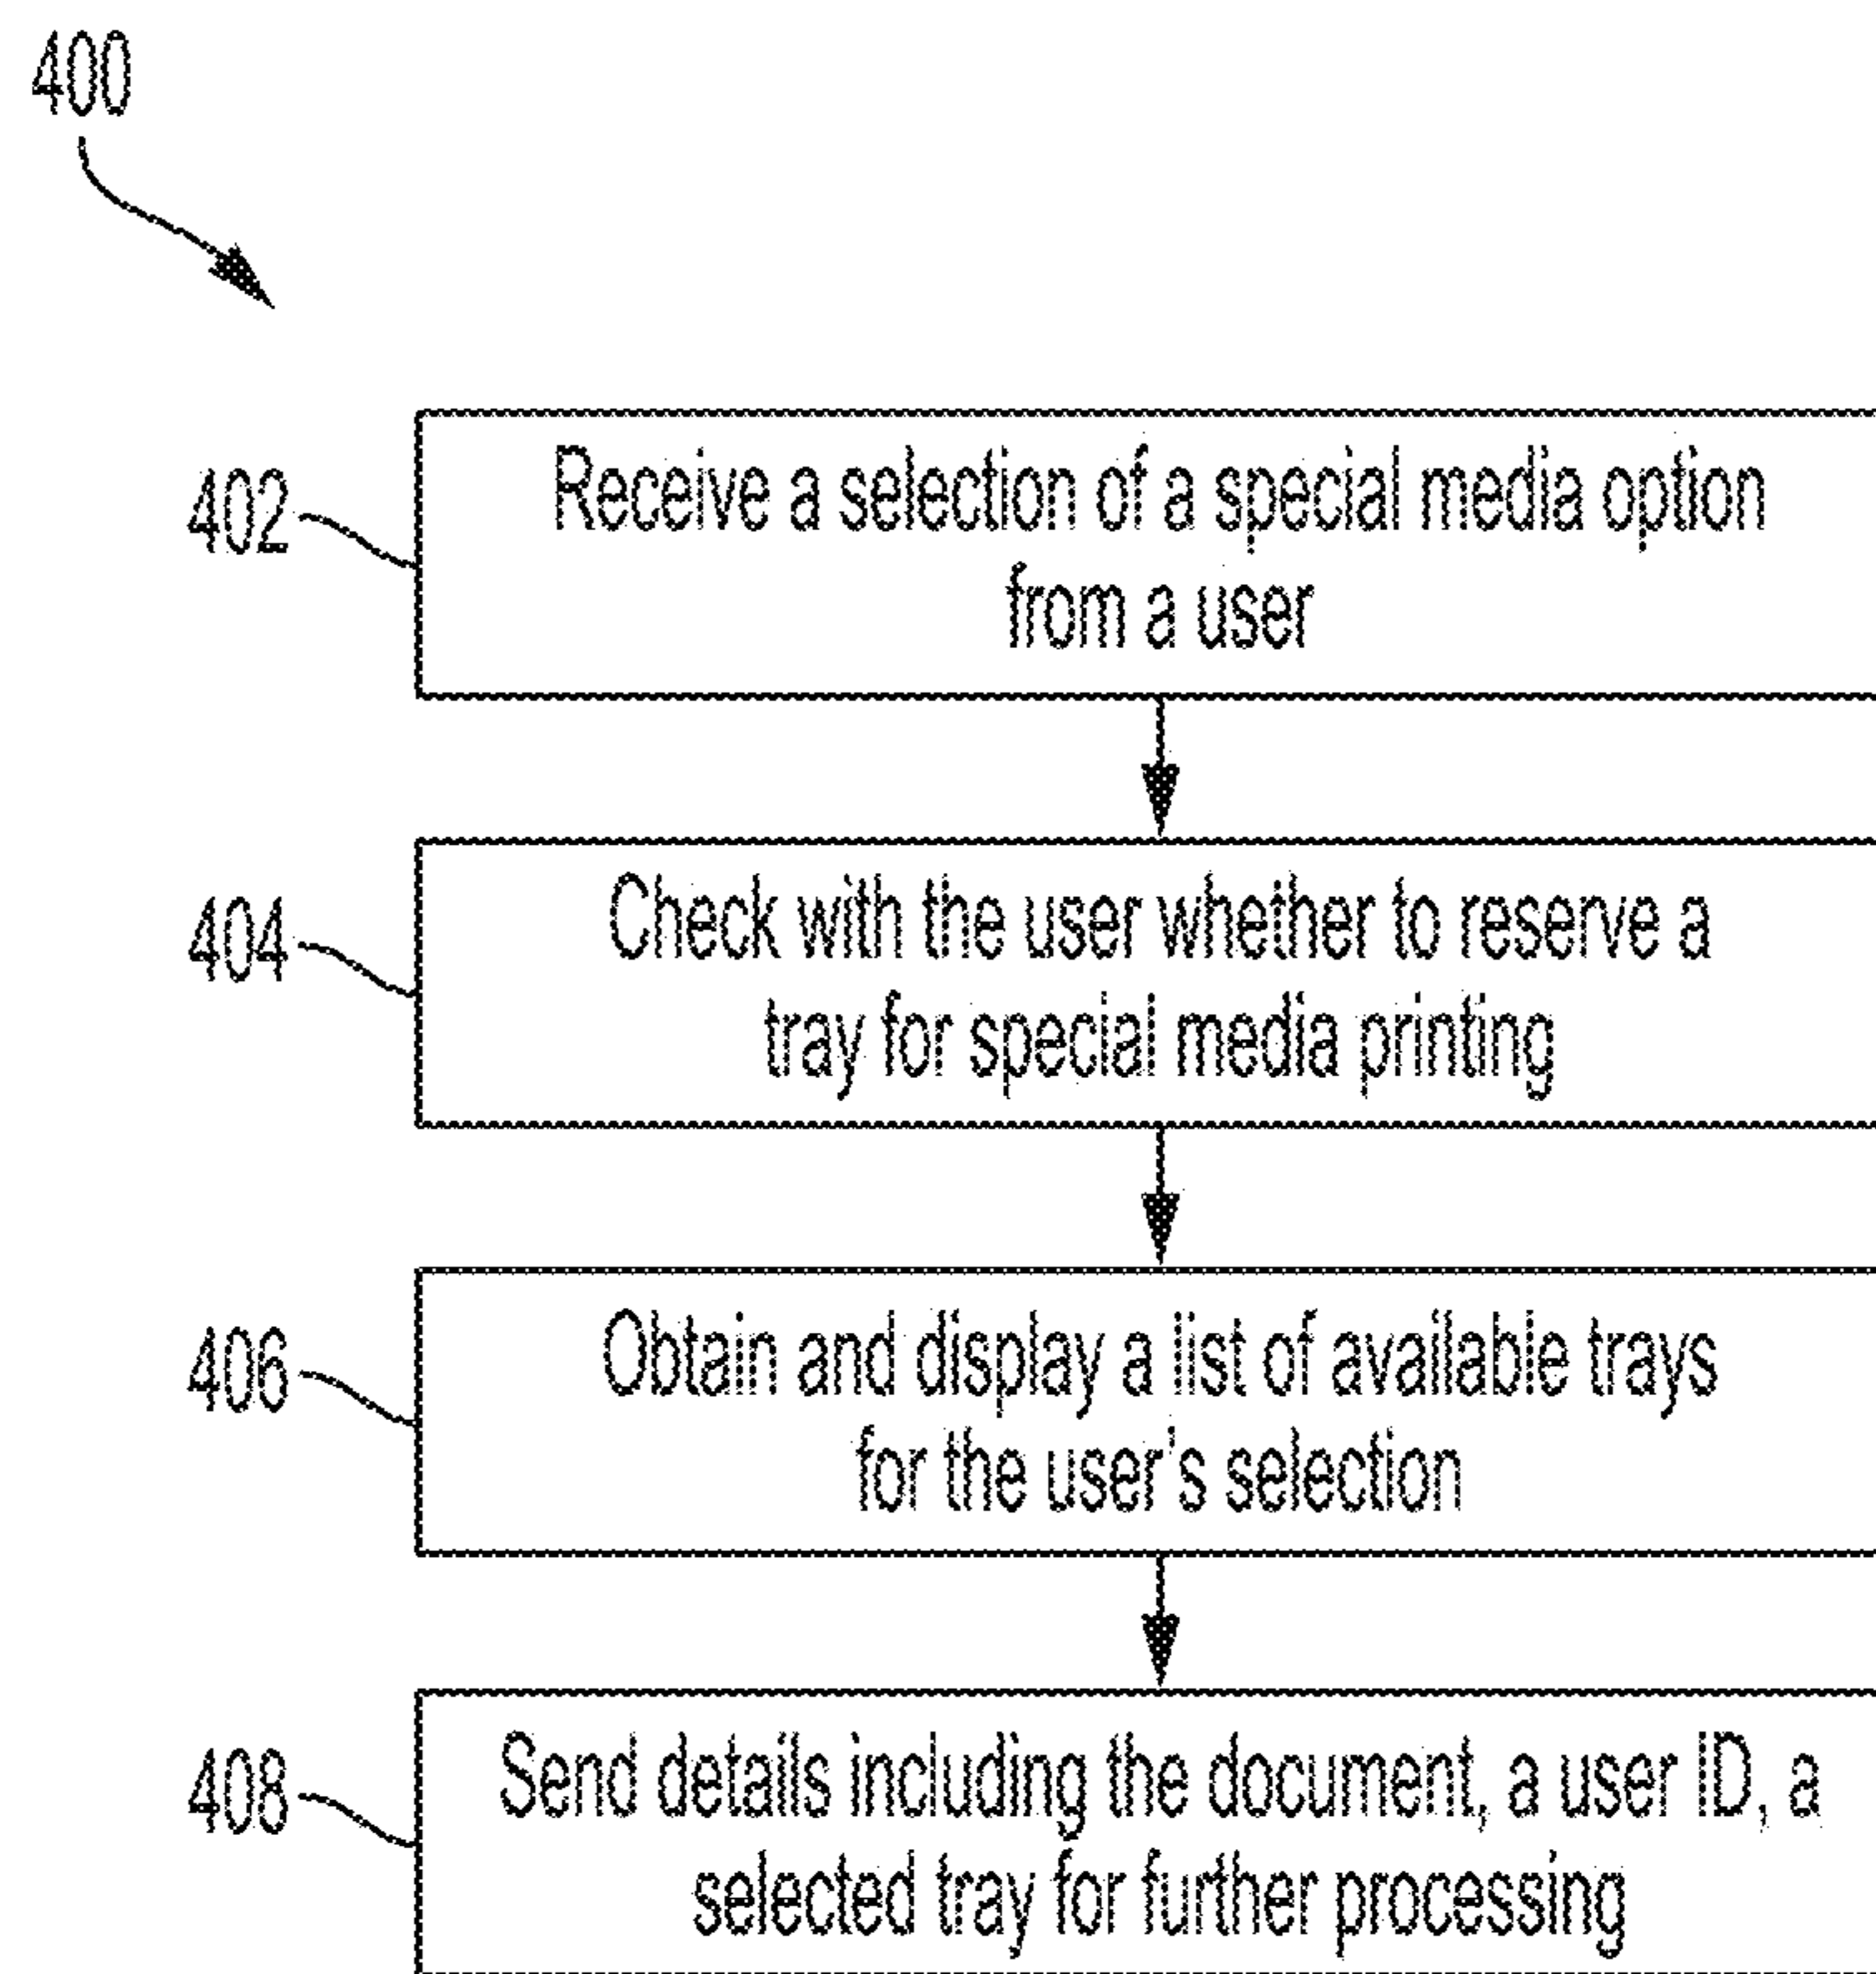 400
402
Receive a selection of a special media option
from a user
404
Check with the user whether to reserve a
tray for special media printing
406
Obtain and display a list of available trays
for the user's selection
408
Send details including the document, a user ID, a
selected tray for further processing